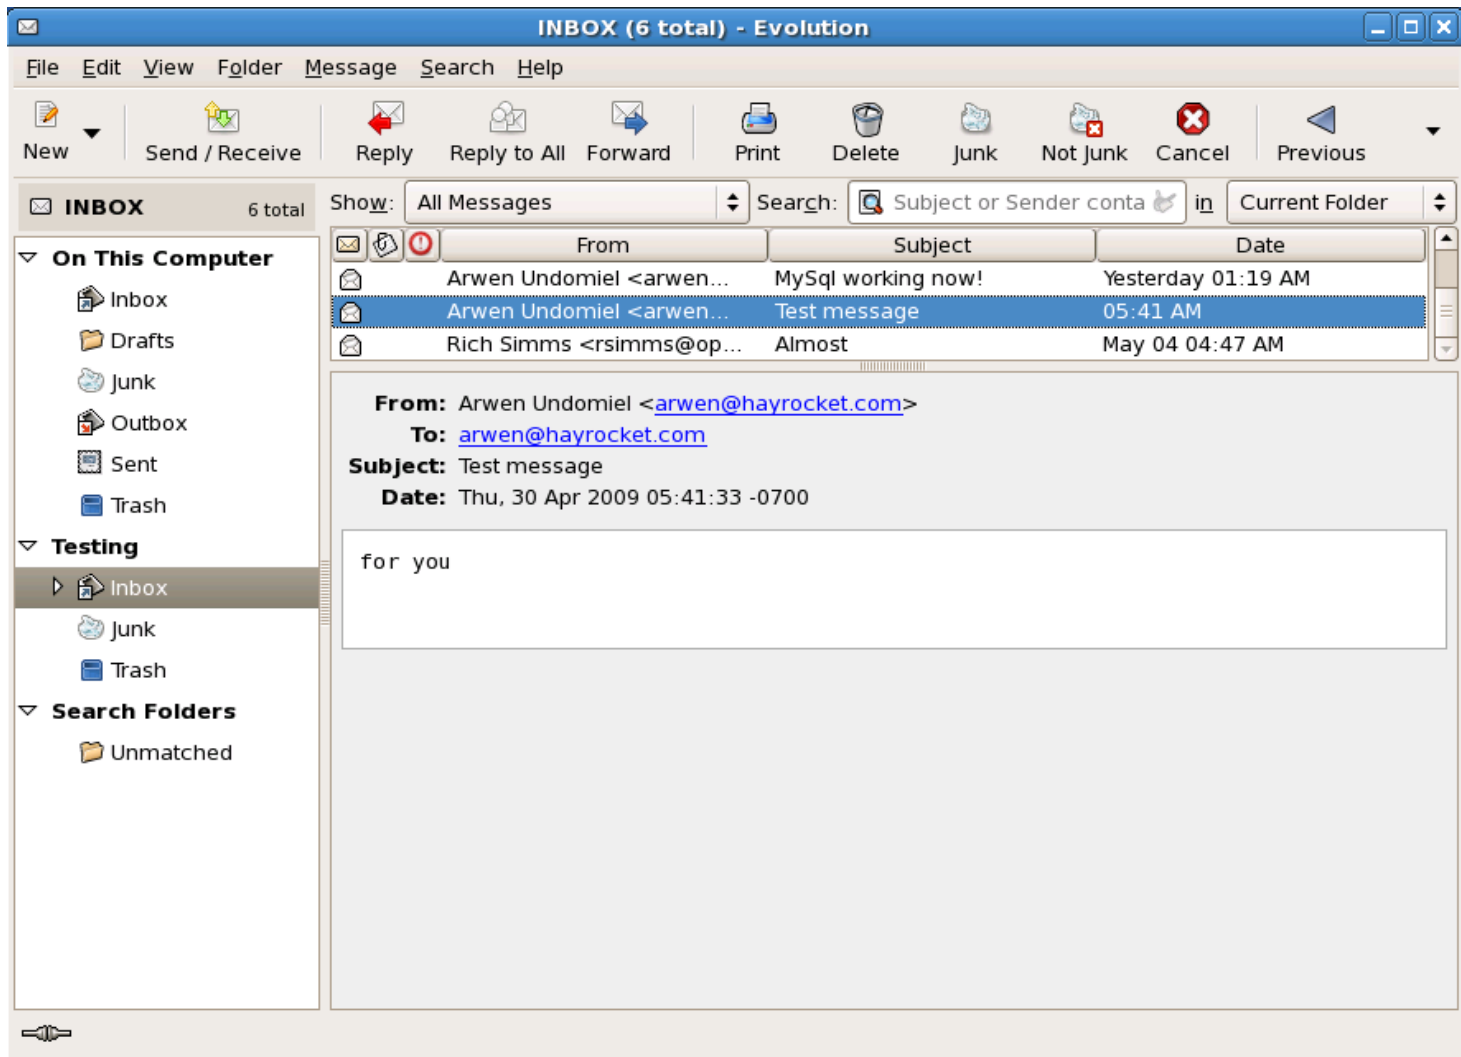 INBOX (6 total) - Evolution
File Edit View Folder Message Search Help
New Send / Receive Reply Reply to All Forward Print Delete Junk Not Junk Cancel Previous
INBOX 6 total
Show: All Messages Search: Subject or Sender conta in Current Folder
On This Computer
Inbox
Drafts
Junk
Outbox
Sent
Trash
Testing
Inbox
Junk
Trash
Search Folders
Unmatched
From Subject Date
Arwen Undomiel <arwen... MySql working now! Yesterday 01:19 AM
Arwen Undomiel <arwen... Test message 05:41 AM
Rich Simms <rsimms@op... Almost May 04 04:47 AM
From: Arwen Undomiel <arwen@hayrocket.com>
To: arwen@hayrocket.com
Subject: Test message
Date: Thu, 30 Apr 2009 05:41:33 -0700
for you